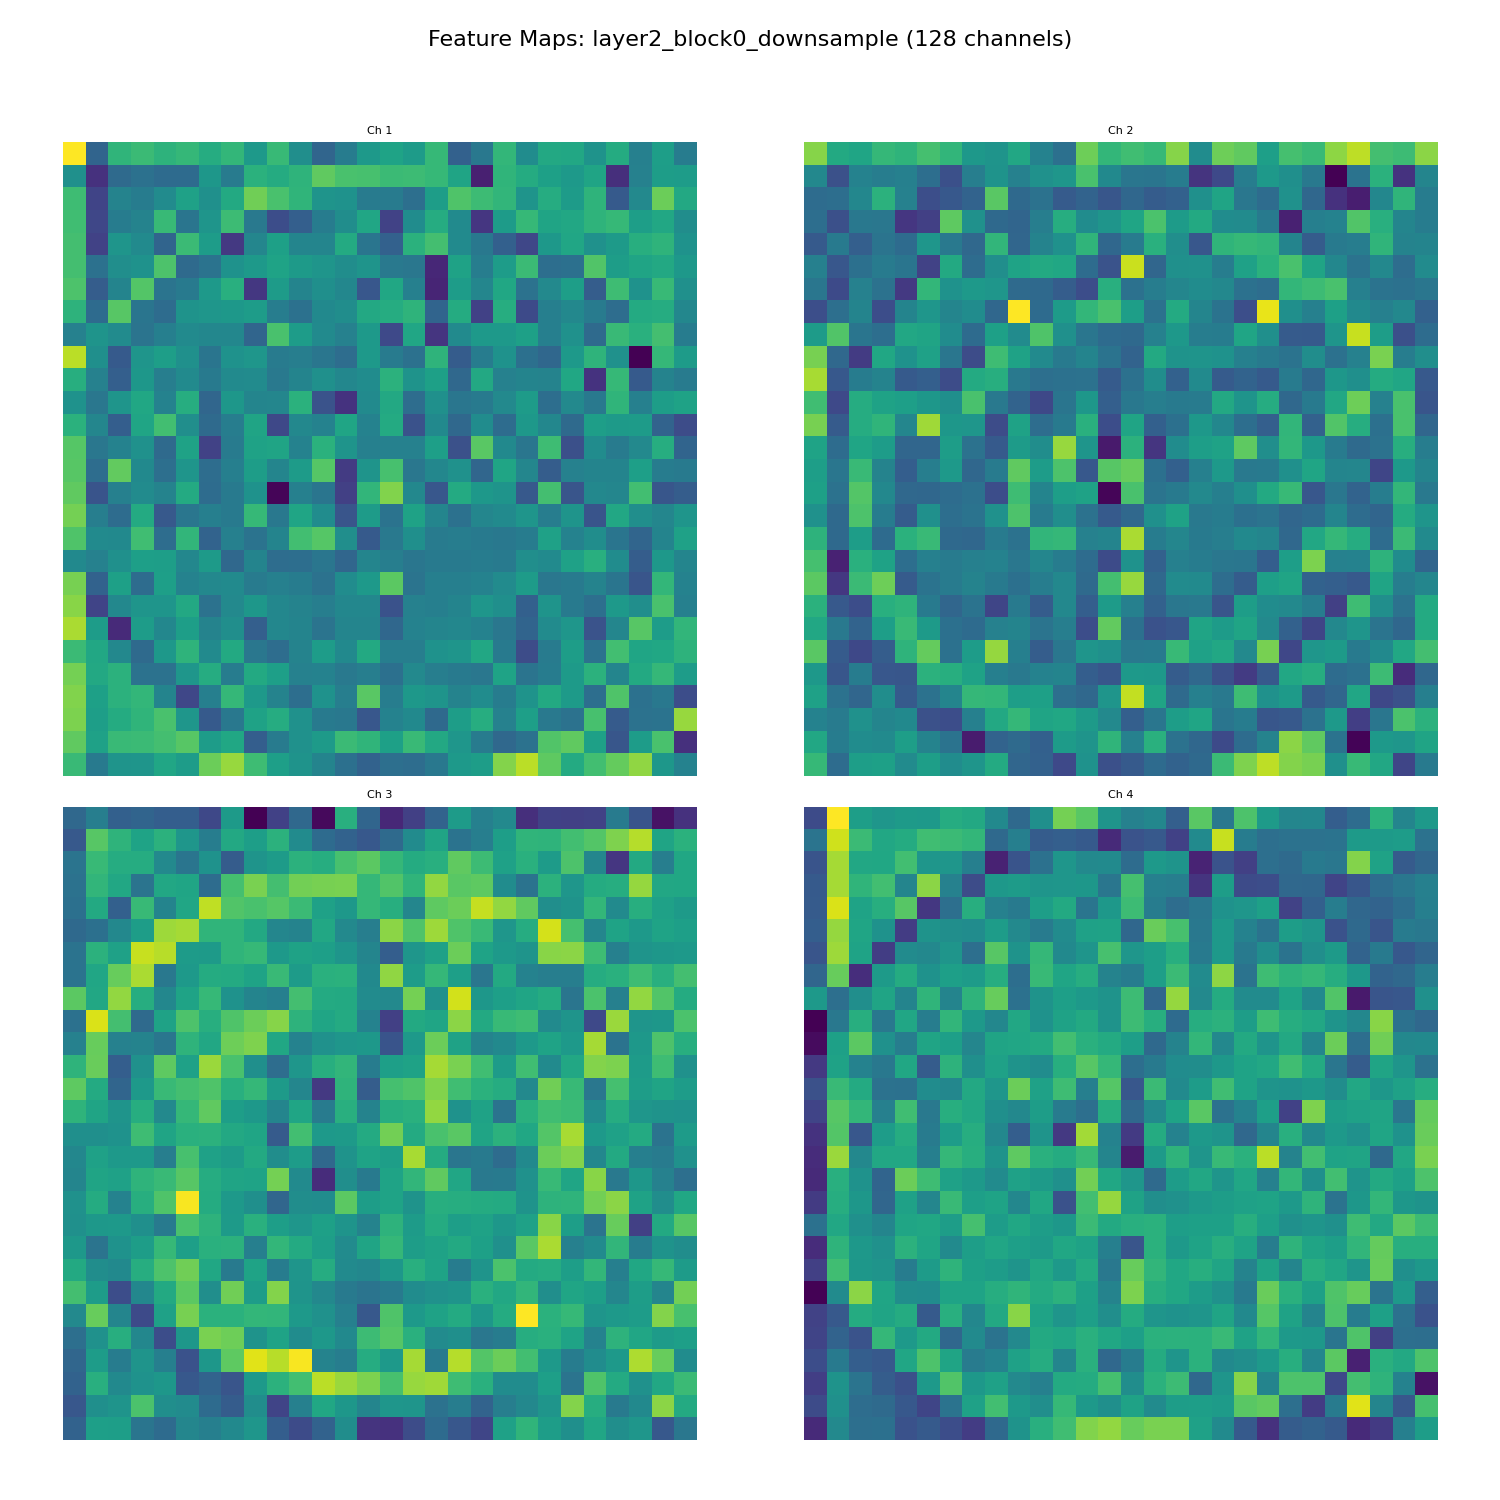 Feature Maps: layer2_block0_downsample (128 channels)
Ch 1
Ch 2
Ch 3
Ch 4